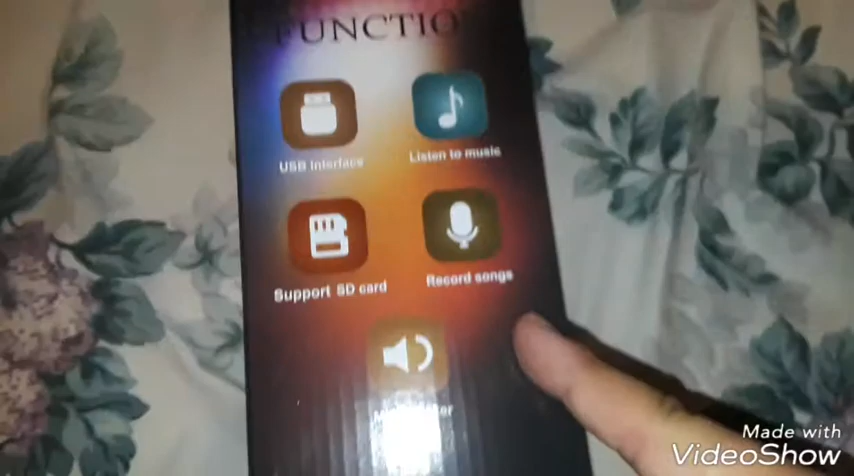 FUNCTIO
USB Interface
Listen to music
Support SD card
Record songs
Made with
VideoShow